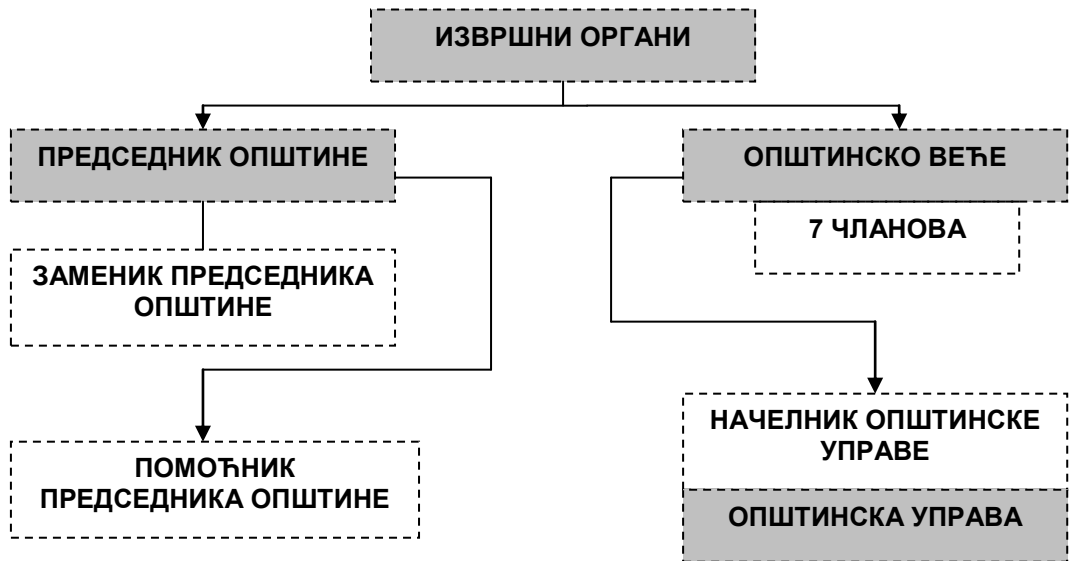 ИЗВРШНИ ОРГАНИ
ПРЕДСЕДНИК ОПШТИНЕ
ОПШТИНСКО ВЕЋЕ
7 ЧЛАНОВА
ЗАМЕНИК ПРЕДСЕДНИКА
ОПШТИНЕ
ПОМОЋНИК
ПРЕДСЕДНИКА ОПШТИНЕ
НАЧЕЛНИК ОПШТИНСКЕ
УПРАВЕ
ОПШТИНСКА УПРАВА